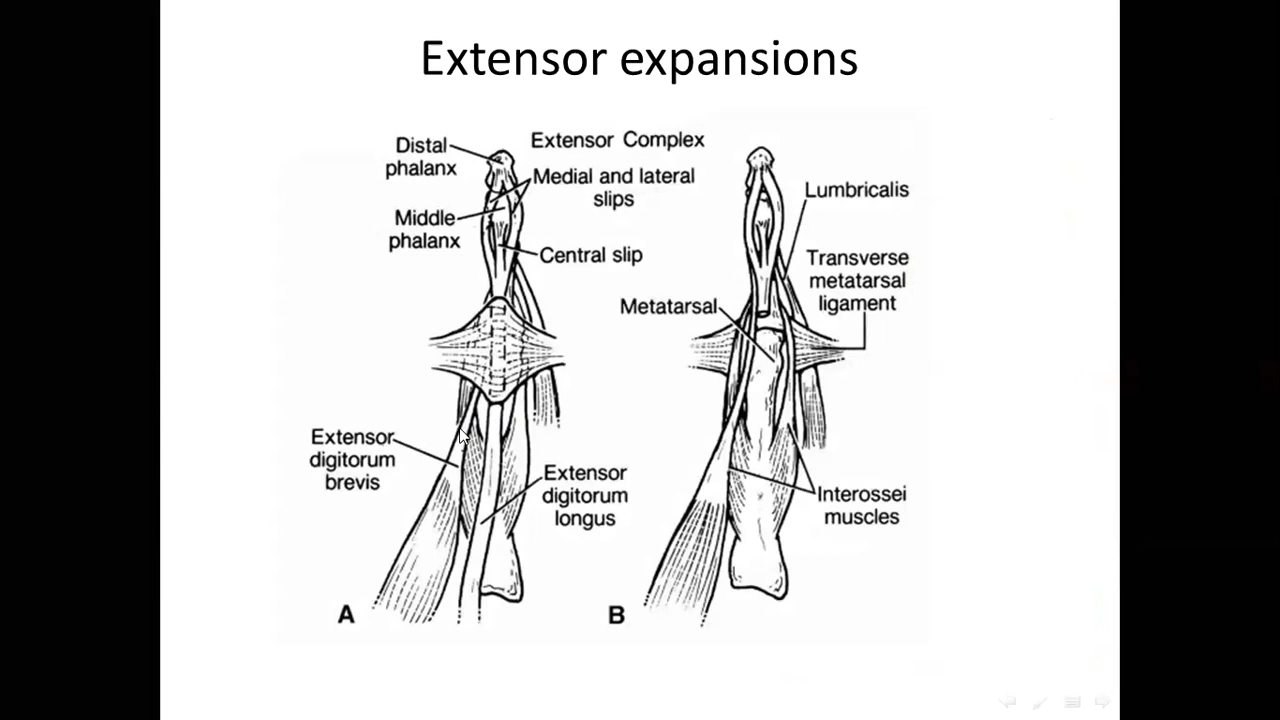 Extensor expansions
Distal
phalanx
Extensor Complex
Medial and lateral
slips
Middle
phalanx
Central slip
Extensor
digitorum
brevis
Extensor
digitorum
longus
A
Lumbricalis
Transverse
metatarsal
ligament
Metatarsal
Interossei
muscles
B